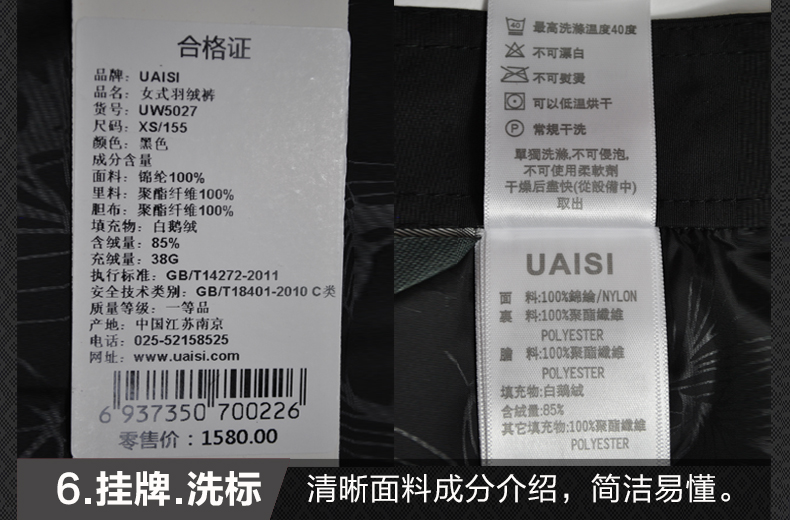 合格证
品牌：UAISI
品名：女式羽绒裤
货号：UW5027
尺码：XS/155
颜色：黑色
成分含量
面料：锦纶100%
里料：聚酯纤维100%
胆布：聚酯纤维100%
填充物：白鹅绒
含绒量：85%
充绒量：38G
执行标准：GB/T14272-2011
安全技术类别：GB/T18401-2010 C类
质量等级：一等品
产地：中国江苏南京
电话：025-52158525
网址：www.uaisi.com
6 937350 700226
零售价：1580.00
40 最高洗滌溫度40度
不可漂白
不可熨燙
可以低溫烘干
P 常規干洗
單獨洗滌,不可浸泡,
不可使用柔軟劑
干燥后盡快(從設備中)
取出
UAISI
面 料:100%錦綸/NYLON
裏 料:100%聚酯纖維
POLYESTER
膽 料:100%聚酯纖維
POLYESTER
填充物:白鵝絨
含絨量:85%
其它填充物:100%聚酯纖維
POLYESTER
6.挂牌.洗标
清晰面料成分介绍，简洁易懂。